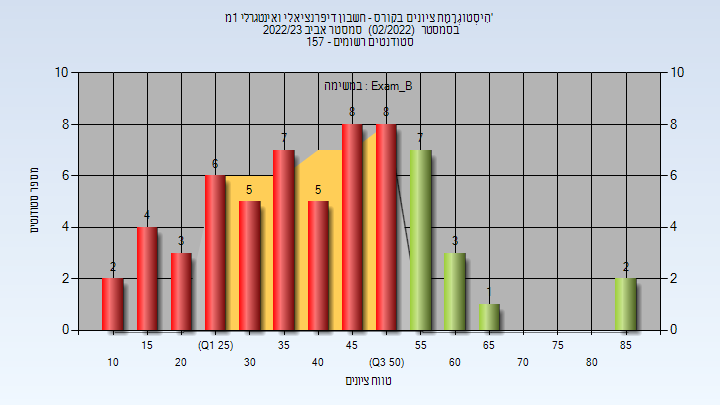 'הִיסְטוֹגְרָמַת ציונים בקורס - חשבון דיפרנציאלי ואינטגרלי 1מ
בסמסטר (02/2022) סמסטר אביב 2022/23
סטודנטים רשומים - 157
במשימה : Exam_B
10 10
8 8
6 6
4 4
2 2
0 0
2 4 3 6 5 7 5 8 8 7 3 1 2
מספר סטודנטים
15 (Q1 25) 35 45 55 65 75 85
10 20 30 40 (Q3 50) 60 70 80
טווח ציונים